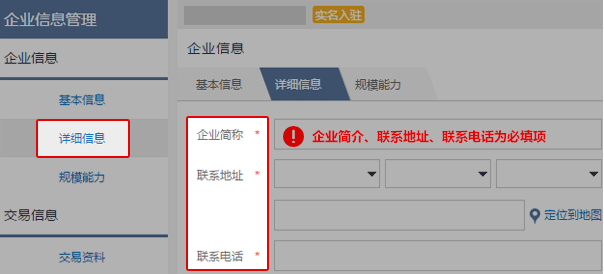 企业信息管理
实名入驻
企业信息
企业信息
基本信息
详细信息
规模能力
基本信息
详细信息
企业简称 *
企业简介、联系地址、联系电话为必填项
联系地址 *
规模能力
定位到地图
交易信息
联系电话 *
交易资料